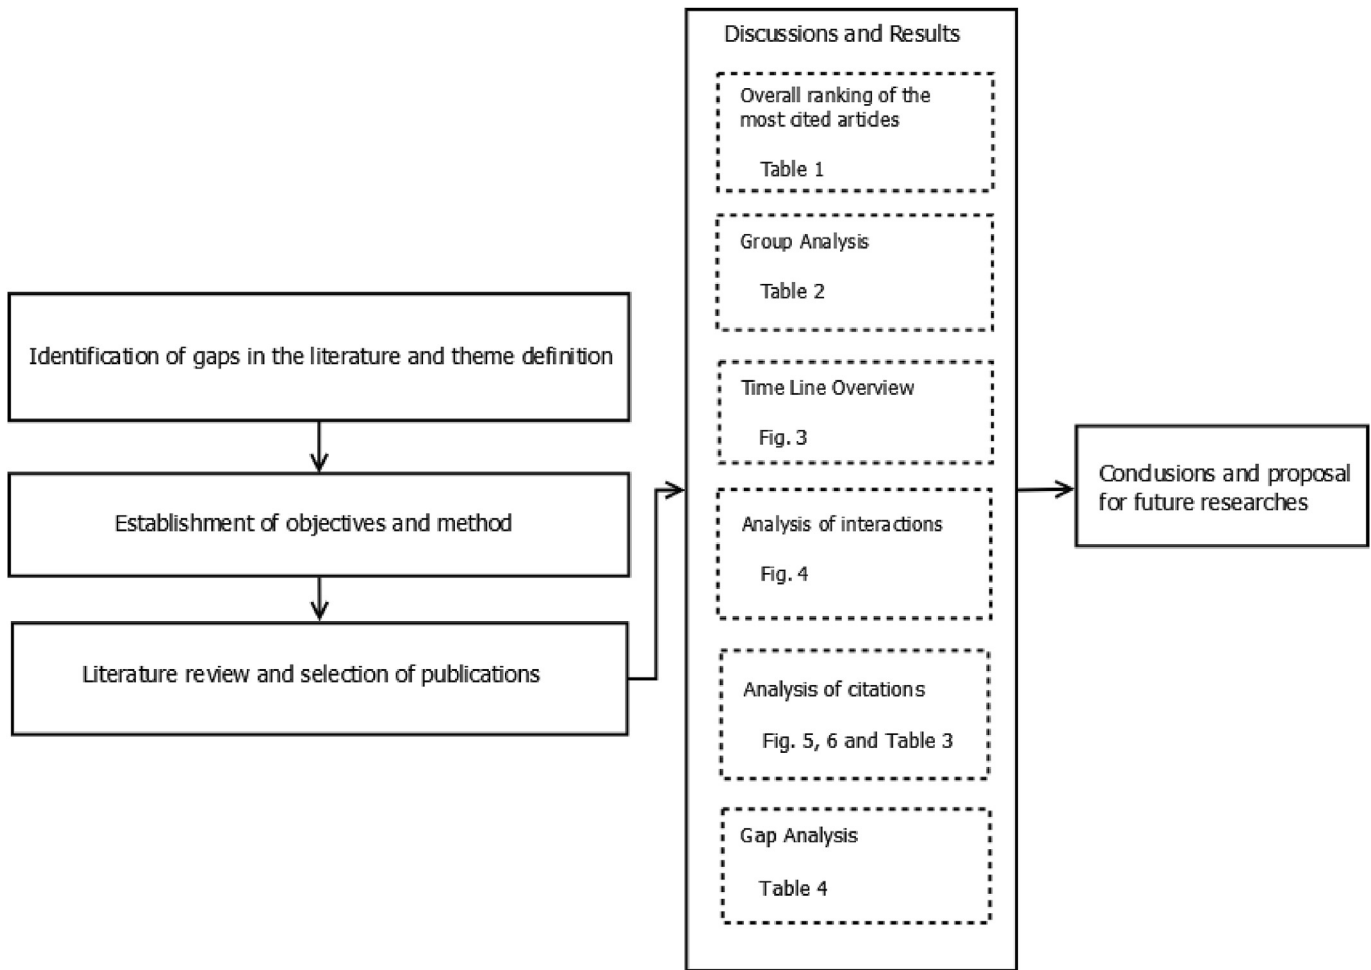 Identification of gaps in the literature and theme definition
Establishment of objectives and method
Literature review and selection of publications
Discussions and Results
Overall ranking of the
most cited articles
Table 1
Group Analysis
Table 2
Time Line Overview
Fig. 3
Analysis of interactions
Fig. 4
Analysis of citations
Fig. 5, 6 and Table 3
Gap Analysis
Table 4
Conclusions and proposal
for future researches